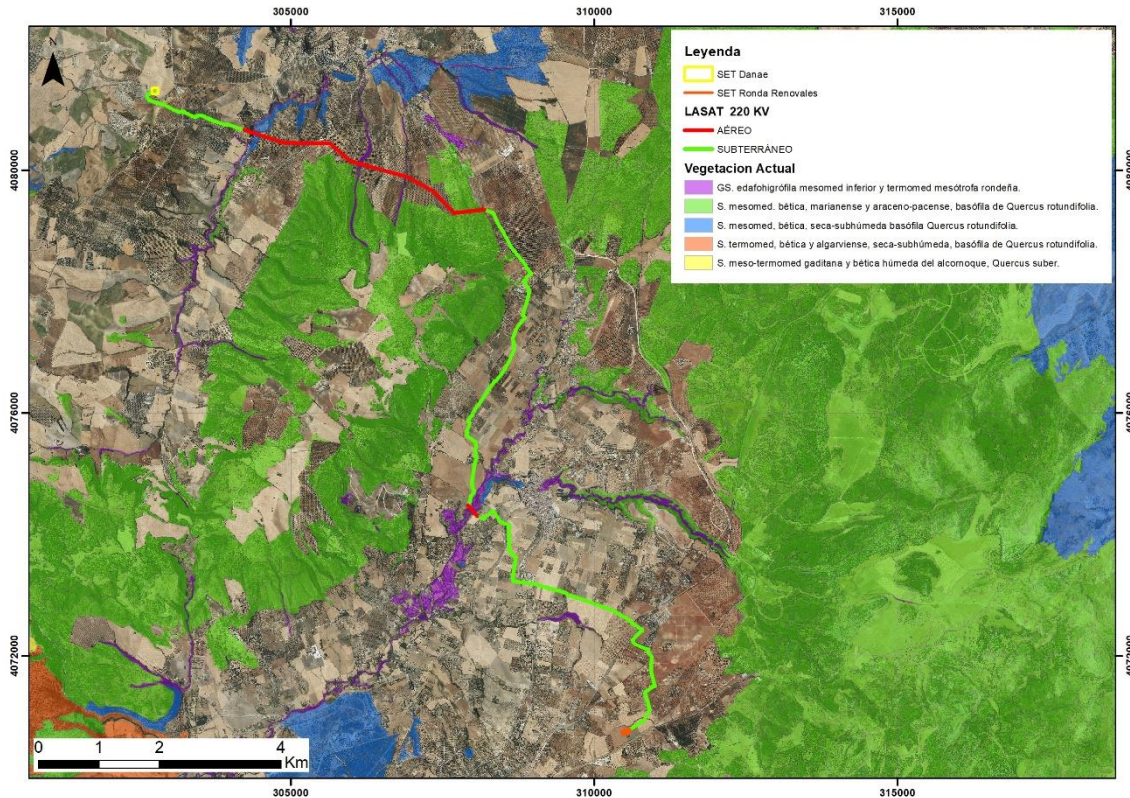 305000 310000 315000
N
Leyenda
SET Danae
SET Ronda Renovales
LASAT 220 KV
AÉREO
SUBTERRÁNEO
Vegetacion Actual
GS. edafohigrófila mesomed inferior y termomed mesótrofa rondeña.
S. mesomed. bética, marianense y araceno-pacense, basófila de Quercus rotundifolia.
S. mesomed, bética, seca-subhúmeda basófila Quercus rotundifolia.
S. termomed, bética y algarviense, seca-subhúmeda, basófila de Quercus rotundifolia.
S. meso-termomed gaditana y bética húmeda del alcornoque, Quercus suber.
4080000 4080000
4076000 4076000
4072000 4072000
0 1 2 4
Km
305000 310000 315000